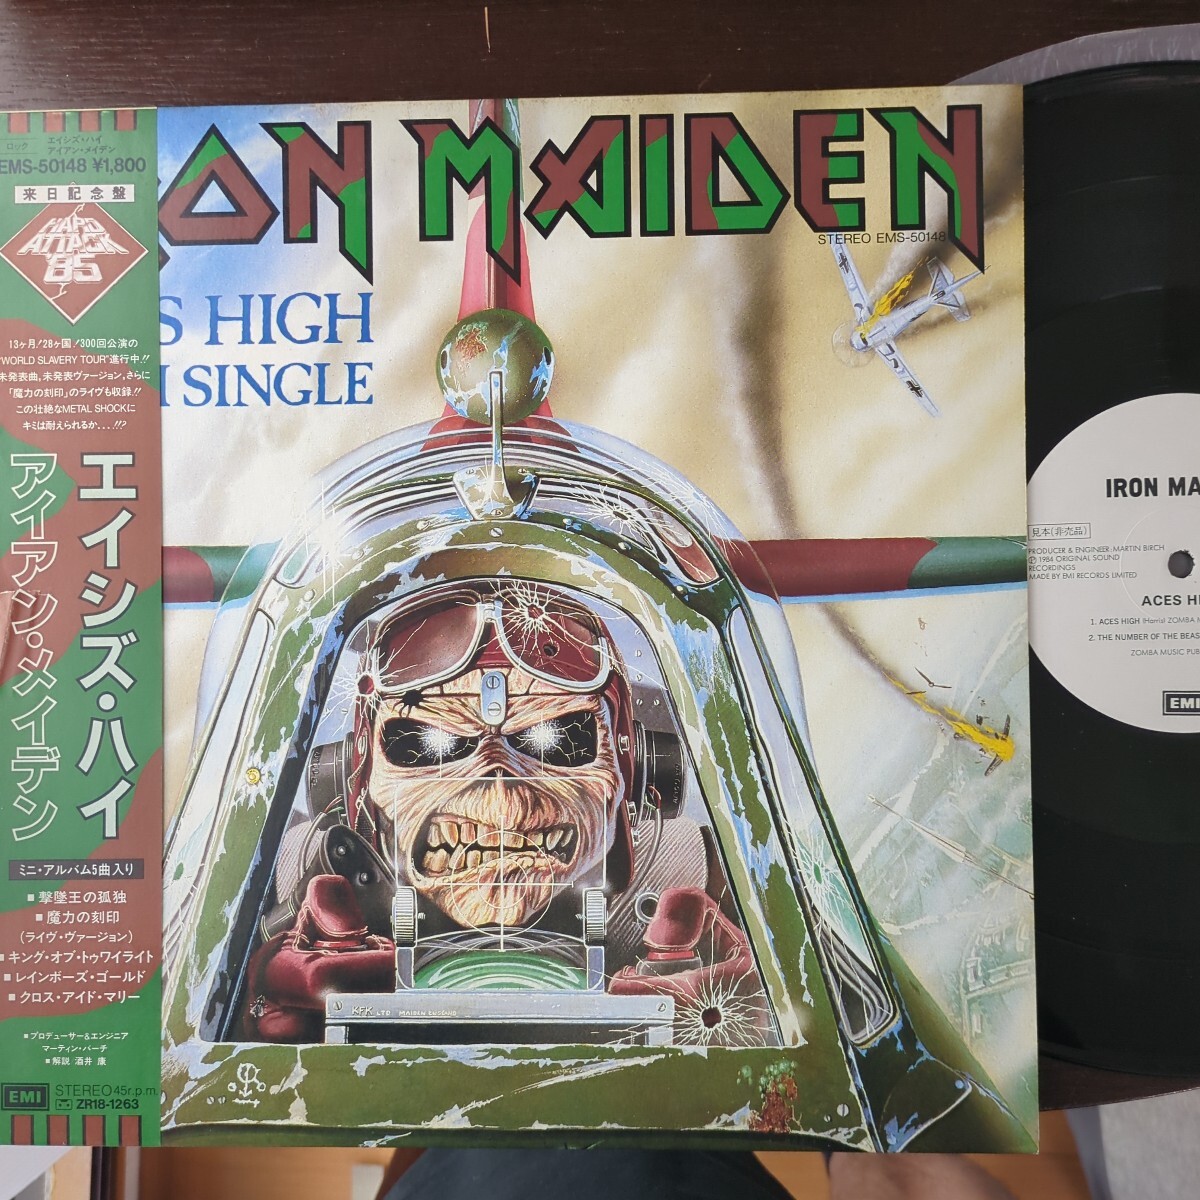 ロック
エイシズ・ハイ
アイアン・メイデン
EMS-50148 ¥1,800
来日記念盤
HARD
ATTACK
85
13ヶ月!28ヶ国!300回公演の
"WORLD SLAVERY TOUR"進行中!!
未発表曲,未発表ヴァージョン,さらに
「魔力の刻印」のライヴも収録!!
この壮絶なMETAL SHOCKに
キミは耐えられるか...!!?
エイシズ・ハイ
アイアン・メイデン
ミニ・アルバム5曲入り
■撃墜王の孤独
■魔力の刻印
(ライヴ・ヴァージョン)
■キング・オブ・トゥワイライト
■レインボーズ・ゴールド
■クロス・アイド・マリー
■プロデューサー&エンジニア
マーティン・バーチ
■解説 酒井 康
EMI STEREO 45r.p.m.
ZR18-1263
ON MAIDEN
STEREO EMS-50148
S HIGH
SINGLE
KFK LTD MAIDEN ENGLAND
IRON MA
見本(非売品)
PRODUCER & ENGINEER: MARTIN BIRCH
Ⓟ 1984 ORIGINAL SOUND
RECORDINGS
MADE BY EMI RECORDS LIMITED
ACES HI
1. ACES HIGH (Harris) ZOMBA M
2. THE NUMBER OF THE BEAS
ZOMBA MUSIC PUB
EMI